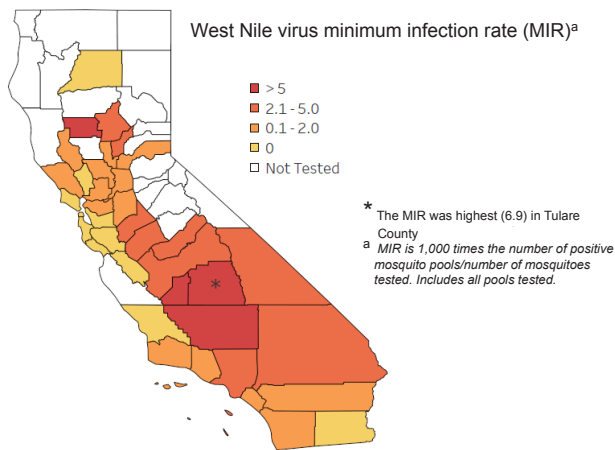 West Nile virus minimum infection rate (MIR)ª
> 5
2.1 - 5.0
0.1 - 2.0
0
Not Tested
* The MIR was highest (6.9) in Tulare
County
a MIR is 1,000 times the number of positive
mosquito pools/number of mosquitoes
tested. Includes all pools tested.
*